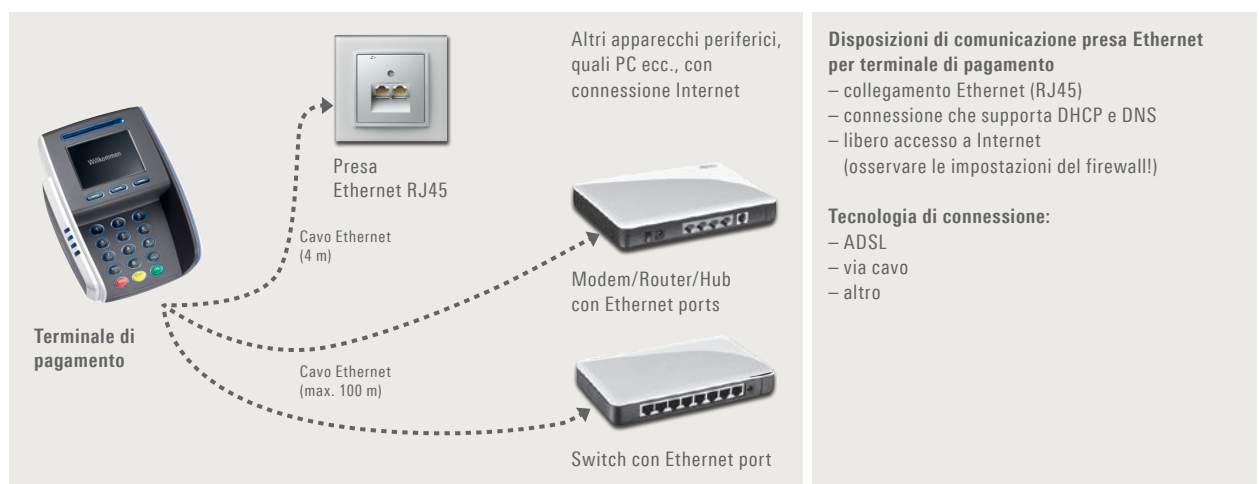 Altri apparecchi periferici,
quali PC ecc., con
connessione Internet
Willkommen
Presa
Ethernet RJ45
Cavo Ethernet
(4 m)
Modem/Router/Hub
con Ethernet ports
Terminale di
pagamento
Cavo Ethernet
(max. 100 m)
Switch con Ethernet port
Disposizioni di comunicazione presa Ethernet
per terminale di pagamento
– collegamento Ethernet (RJ45)
– connessione che supporta DHCP e DNS
– libero accesso a Internet
(osservare le impostazioni del firewall!)
Tecnologia di connessione:
– ADSL
– via cavo
– altro